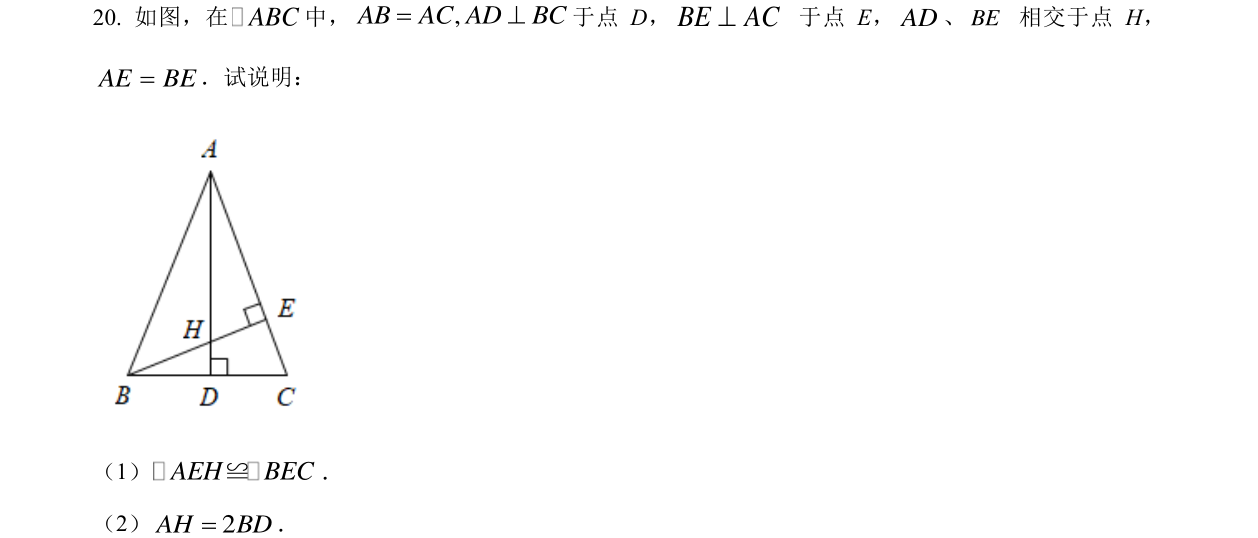 20. 如图，在□ABC中， AB = AC, AD ⊥ BC于点 D， BE ⊥ AC 于点 E， AD、BE 相交于点 H，
AE = BE．试说明：
A
E
H
B
D
C
（1）□AEH≌□BEC．
（2）AH = 2BD．